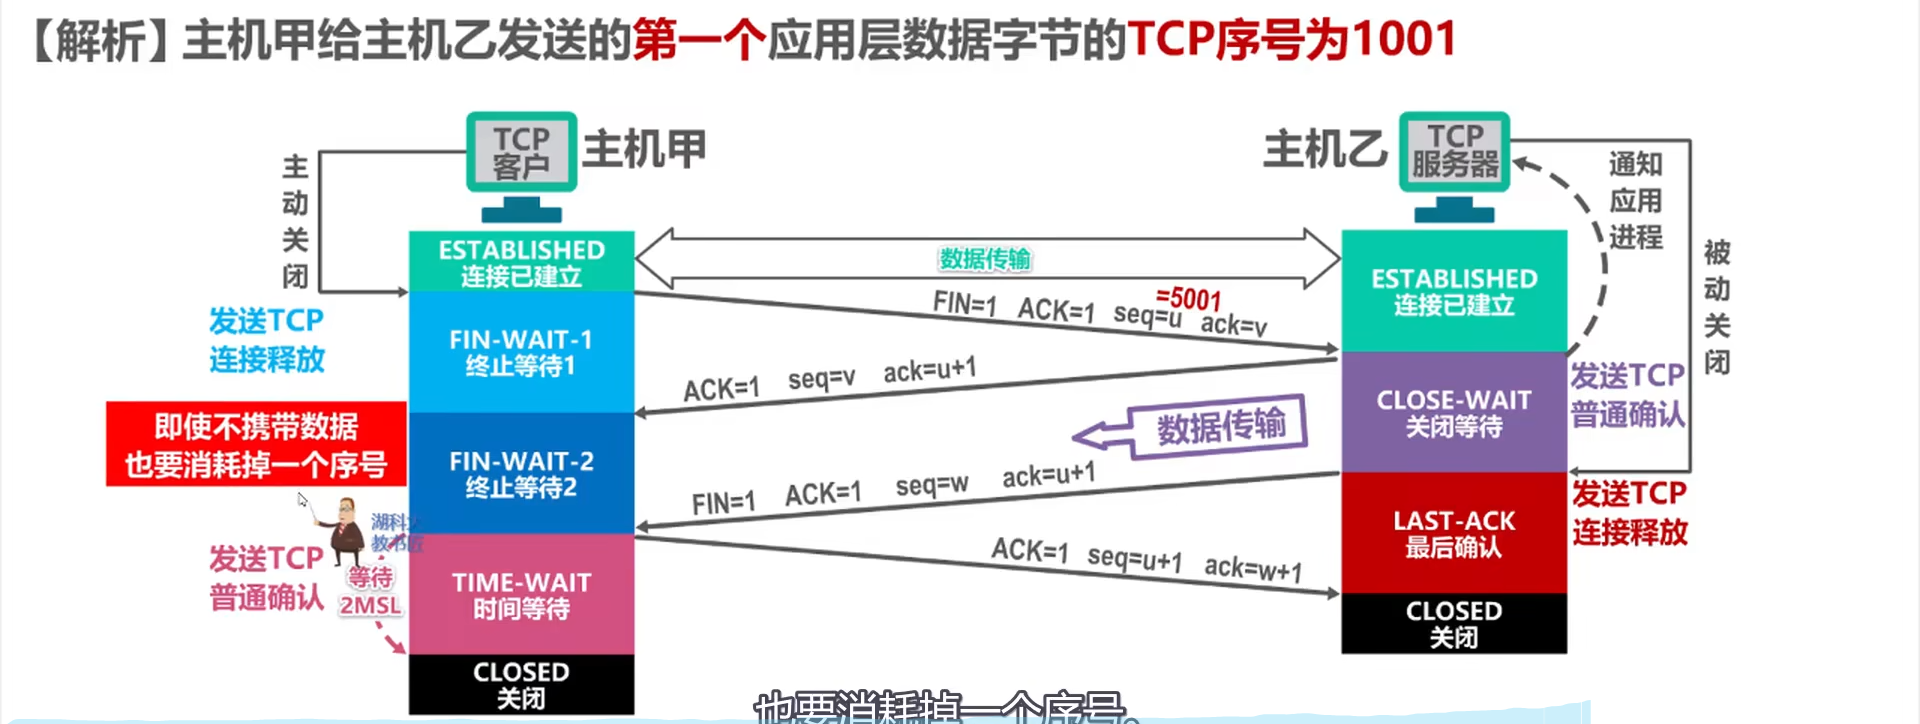 【解析】主机甲给主机乙发送的第一个应用层数据字节的TCP序号为1001
TCP
客户
主机甲
主机乙
TCP
服务器
主动关闭
通知
应用
进程
被动关闭
ESTABLISHED
连接已建立
数据传输
ESTABLISHED
连接已建立
=5001
FIN=1 ACK=1 seq=u ack=v
发送TCP
连接释放
FIN-WAIT-1
终止等待1
ACK=1 seq=v ack=u+1
CLOSE-WAIT
关闭等待
发送TCP
普通确认
数据传输
即使不携带数据
也要消耗掉一个序号
FIN-WAIT-2
终止等待2
FIN=1 ACK=1 seq=w ack=u+1
LAST-ACK
最后确认
发送TCP
连接释放
湖科大
教书匠
发送TCP
普通确认
等待
2MSL
TIME-WAIT
时间等待
ACK=1 seq=u+1 ack=w+1
CLOSED
关闭
CLOSED
关闭
也要消耗掉一个序号。